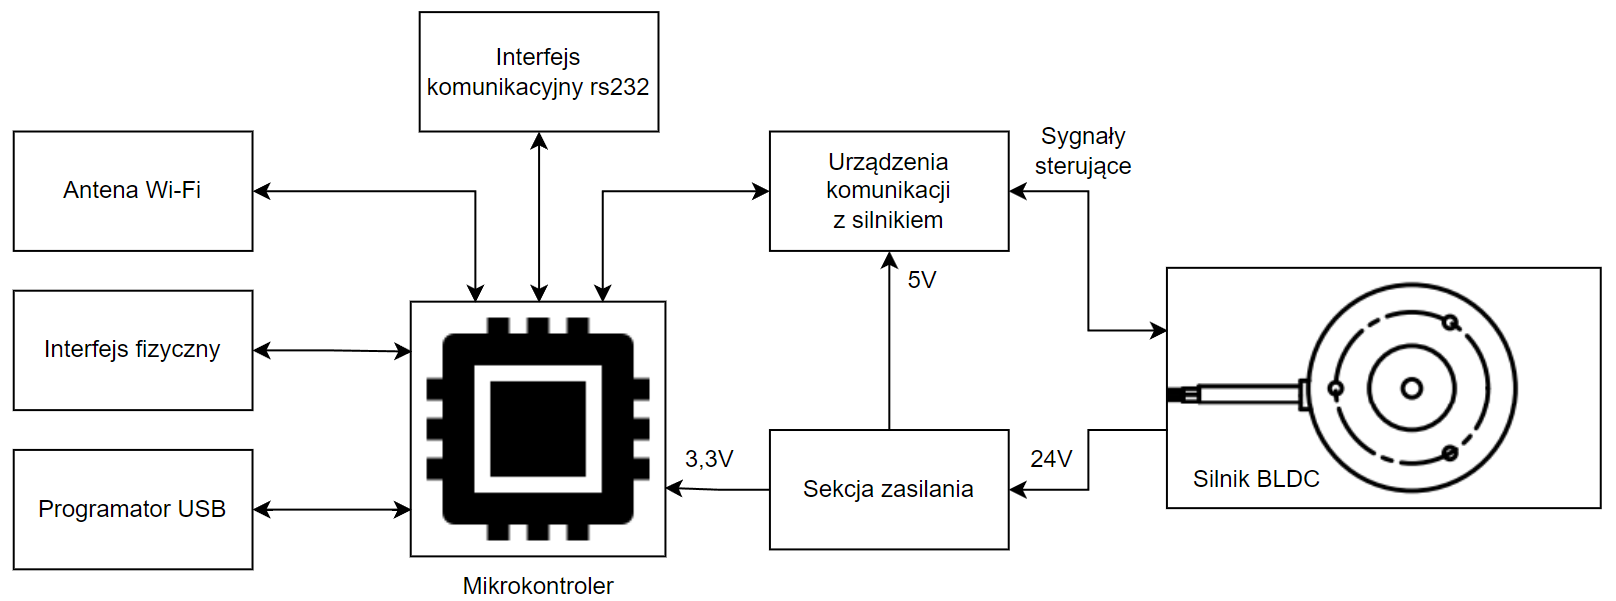 Interfejs
komunikacyjny rs232
Antena Wi-Fi
Urządzenia
komunikacji
z silnikiem
Sygnały
sterujące
5V
Interfejs fizyczny
3,3V
Sekcja zasilania
24V
Silnik BLDC
Programator USB
Mikrokontroler